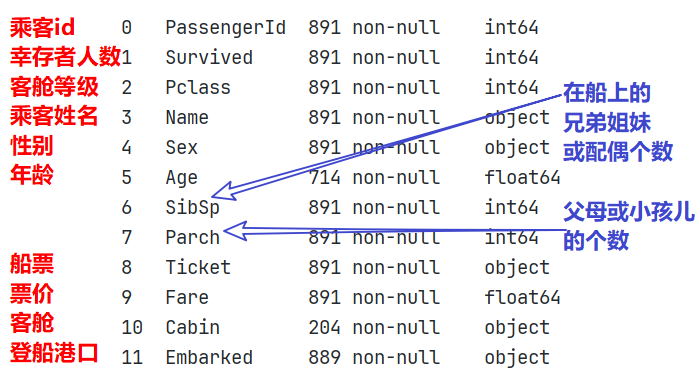 乘客id 0 PassengerId 891 non-null int64
幸存者人数 1 Survived 891 non-null int64
客舱等级 2 Pclass 891 non-null int64
乘客姓名 3 Name 891 non-null object
性别 4 Sex 891 non-null object
年龄 5 Age 714 non-null float64
6 SibSp 891 non-null int64
7 Parch 891 non-null int64
船票 8 Ticket 891 non-null object
票价 9 Fare 891 non-null float64
客舱 10 Cabin 204 non-null object
登船港口 11 Embarked 889 non-null object
在船上的
兄弟姐妹
或配偶个数
父母或小孩儿
的个数